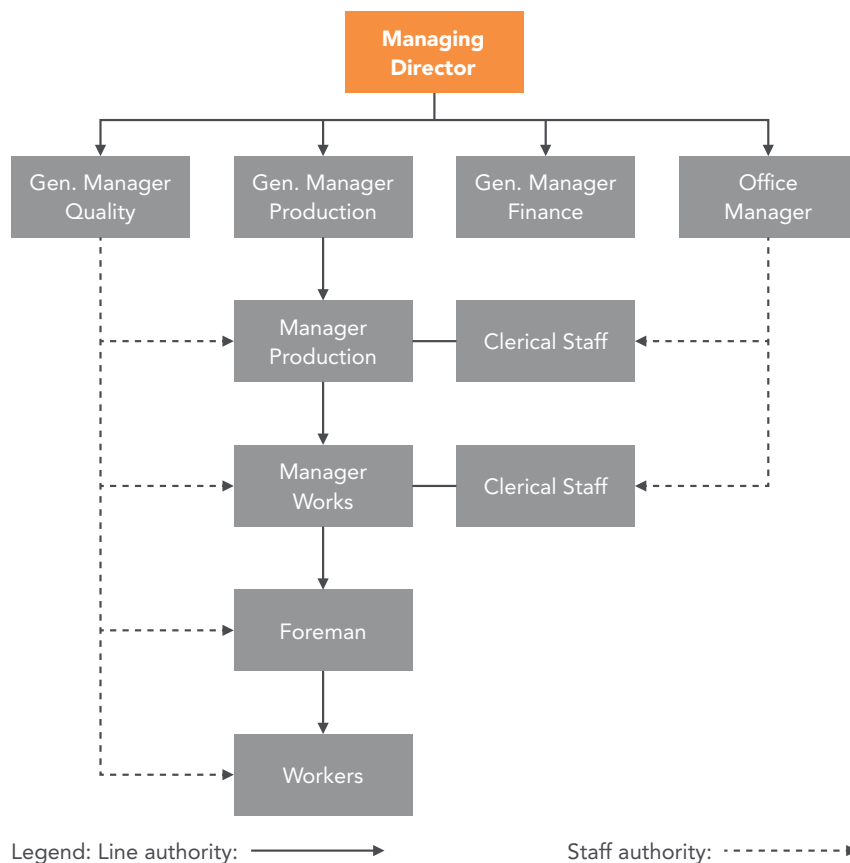 Managing
Director
Gen. Manager
Quality
Gen. Manager
Production
Gen. Manager
Finance
Office
Manager
Manager
Production
Clerical Staff
Manager
Works
Clerical Staff
Foreman
Workers
Legend: Line authority:
Staff authority: